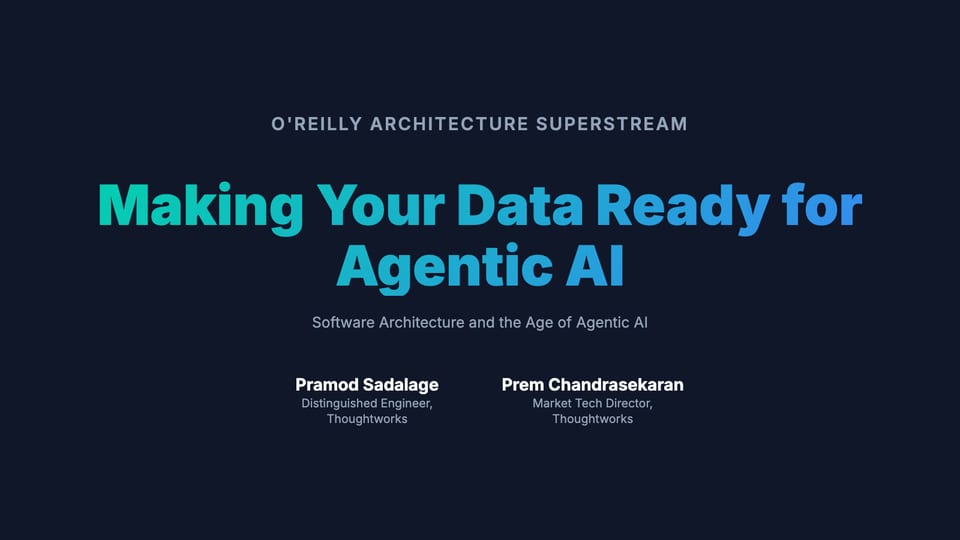 O'REILLY ARCHITECTURE SUPERSTREAM
Making Your Data Ready for
Agentic AI
Software Architecture and the Age of Agentic AI
Pramod Sadalage
Distinguished Engineer,
Thoughtworks
Prem Chandrasekaran
Market Tech Director,
Thoughtworks